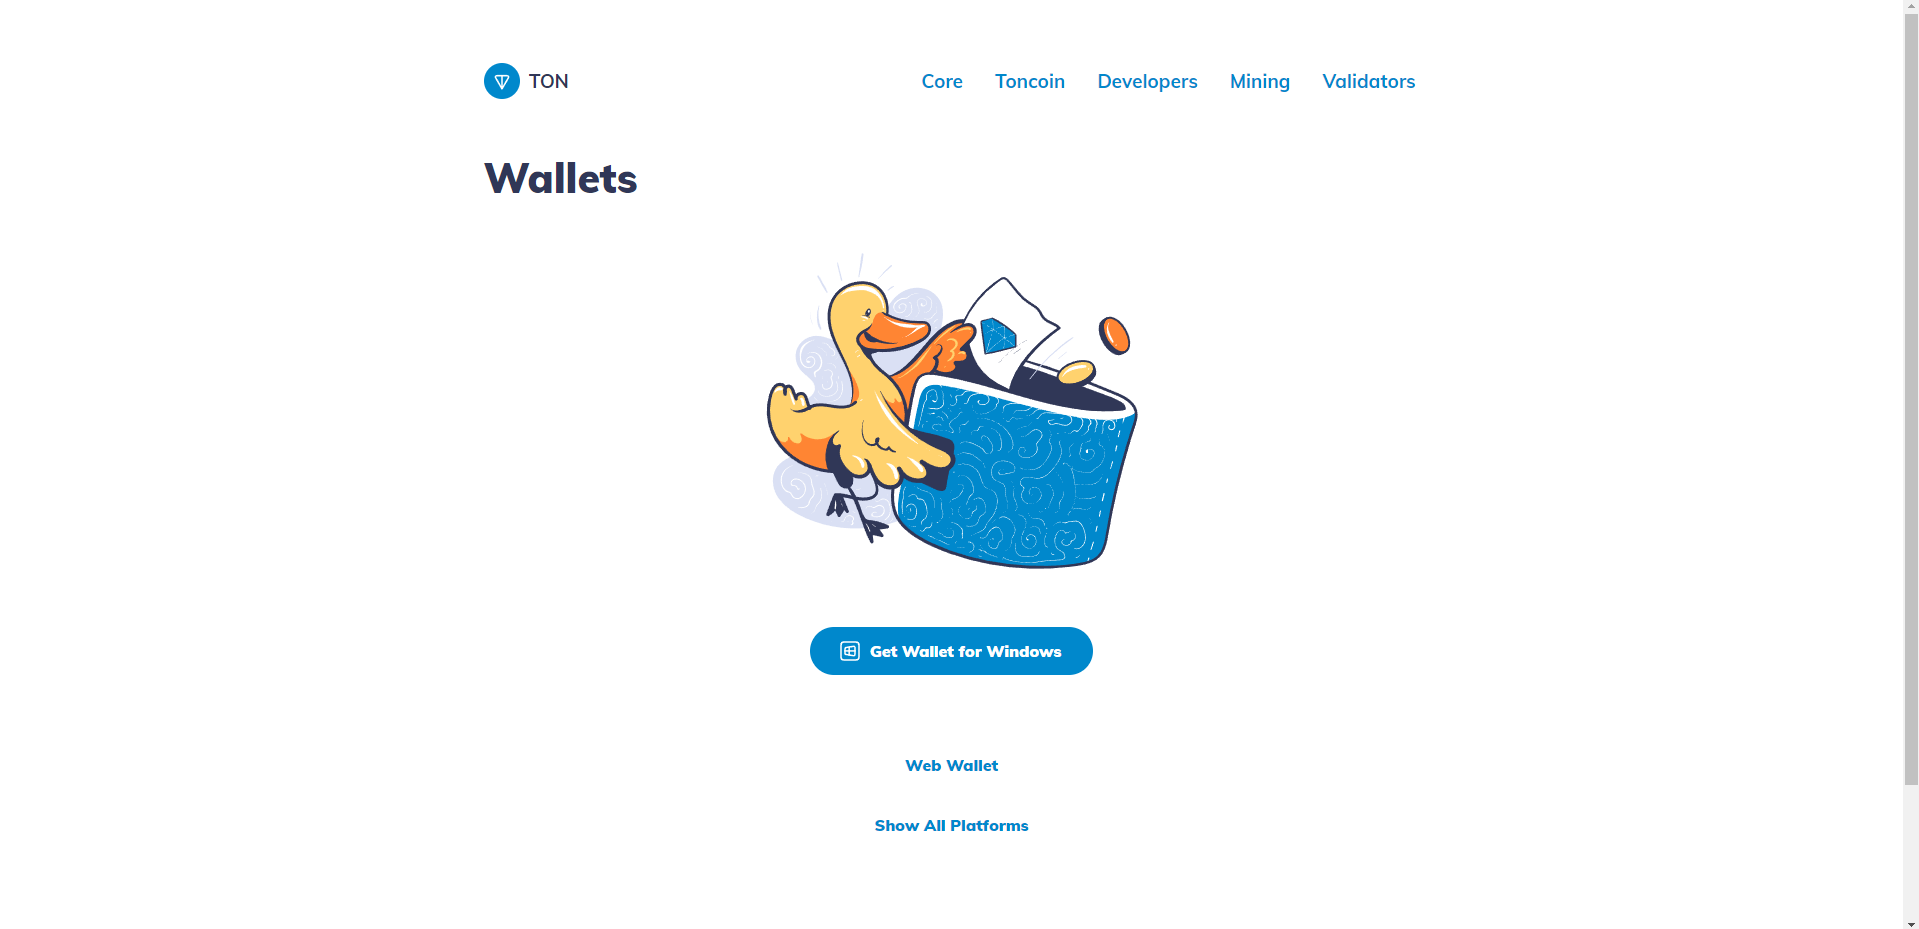 TON
Core Toncoin Developers Mining Validators
Wallets
Get Wallet for Windows
Web Wallet
Show All Platforms